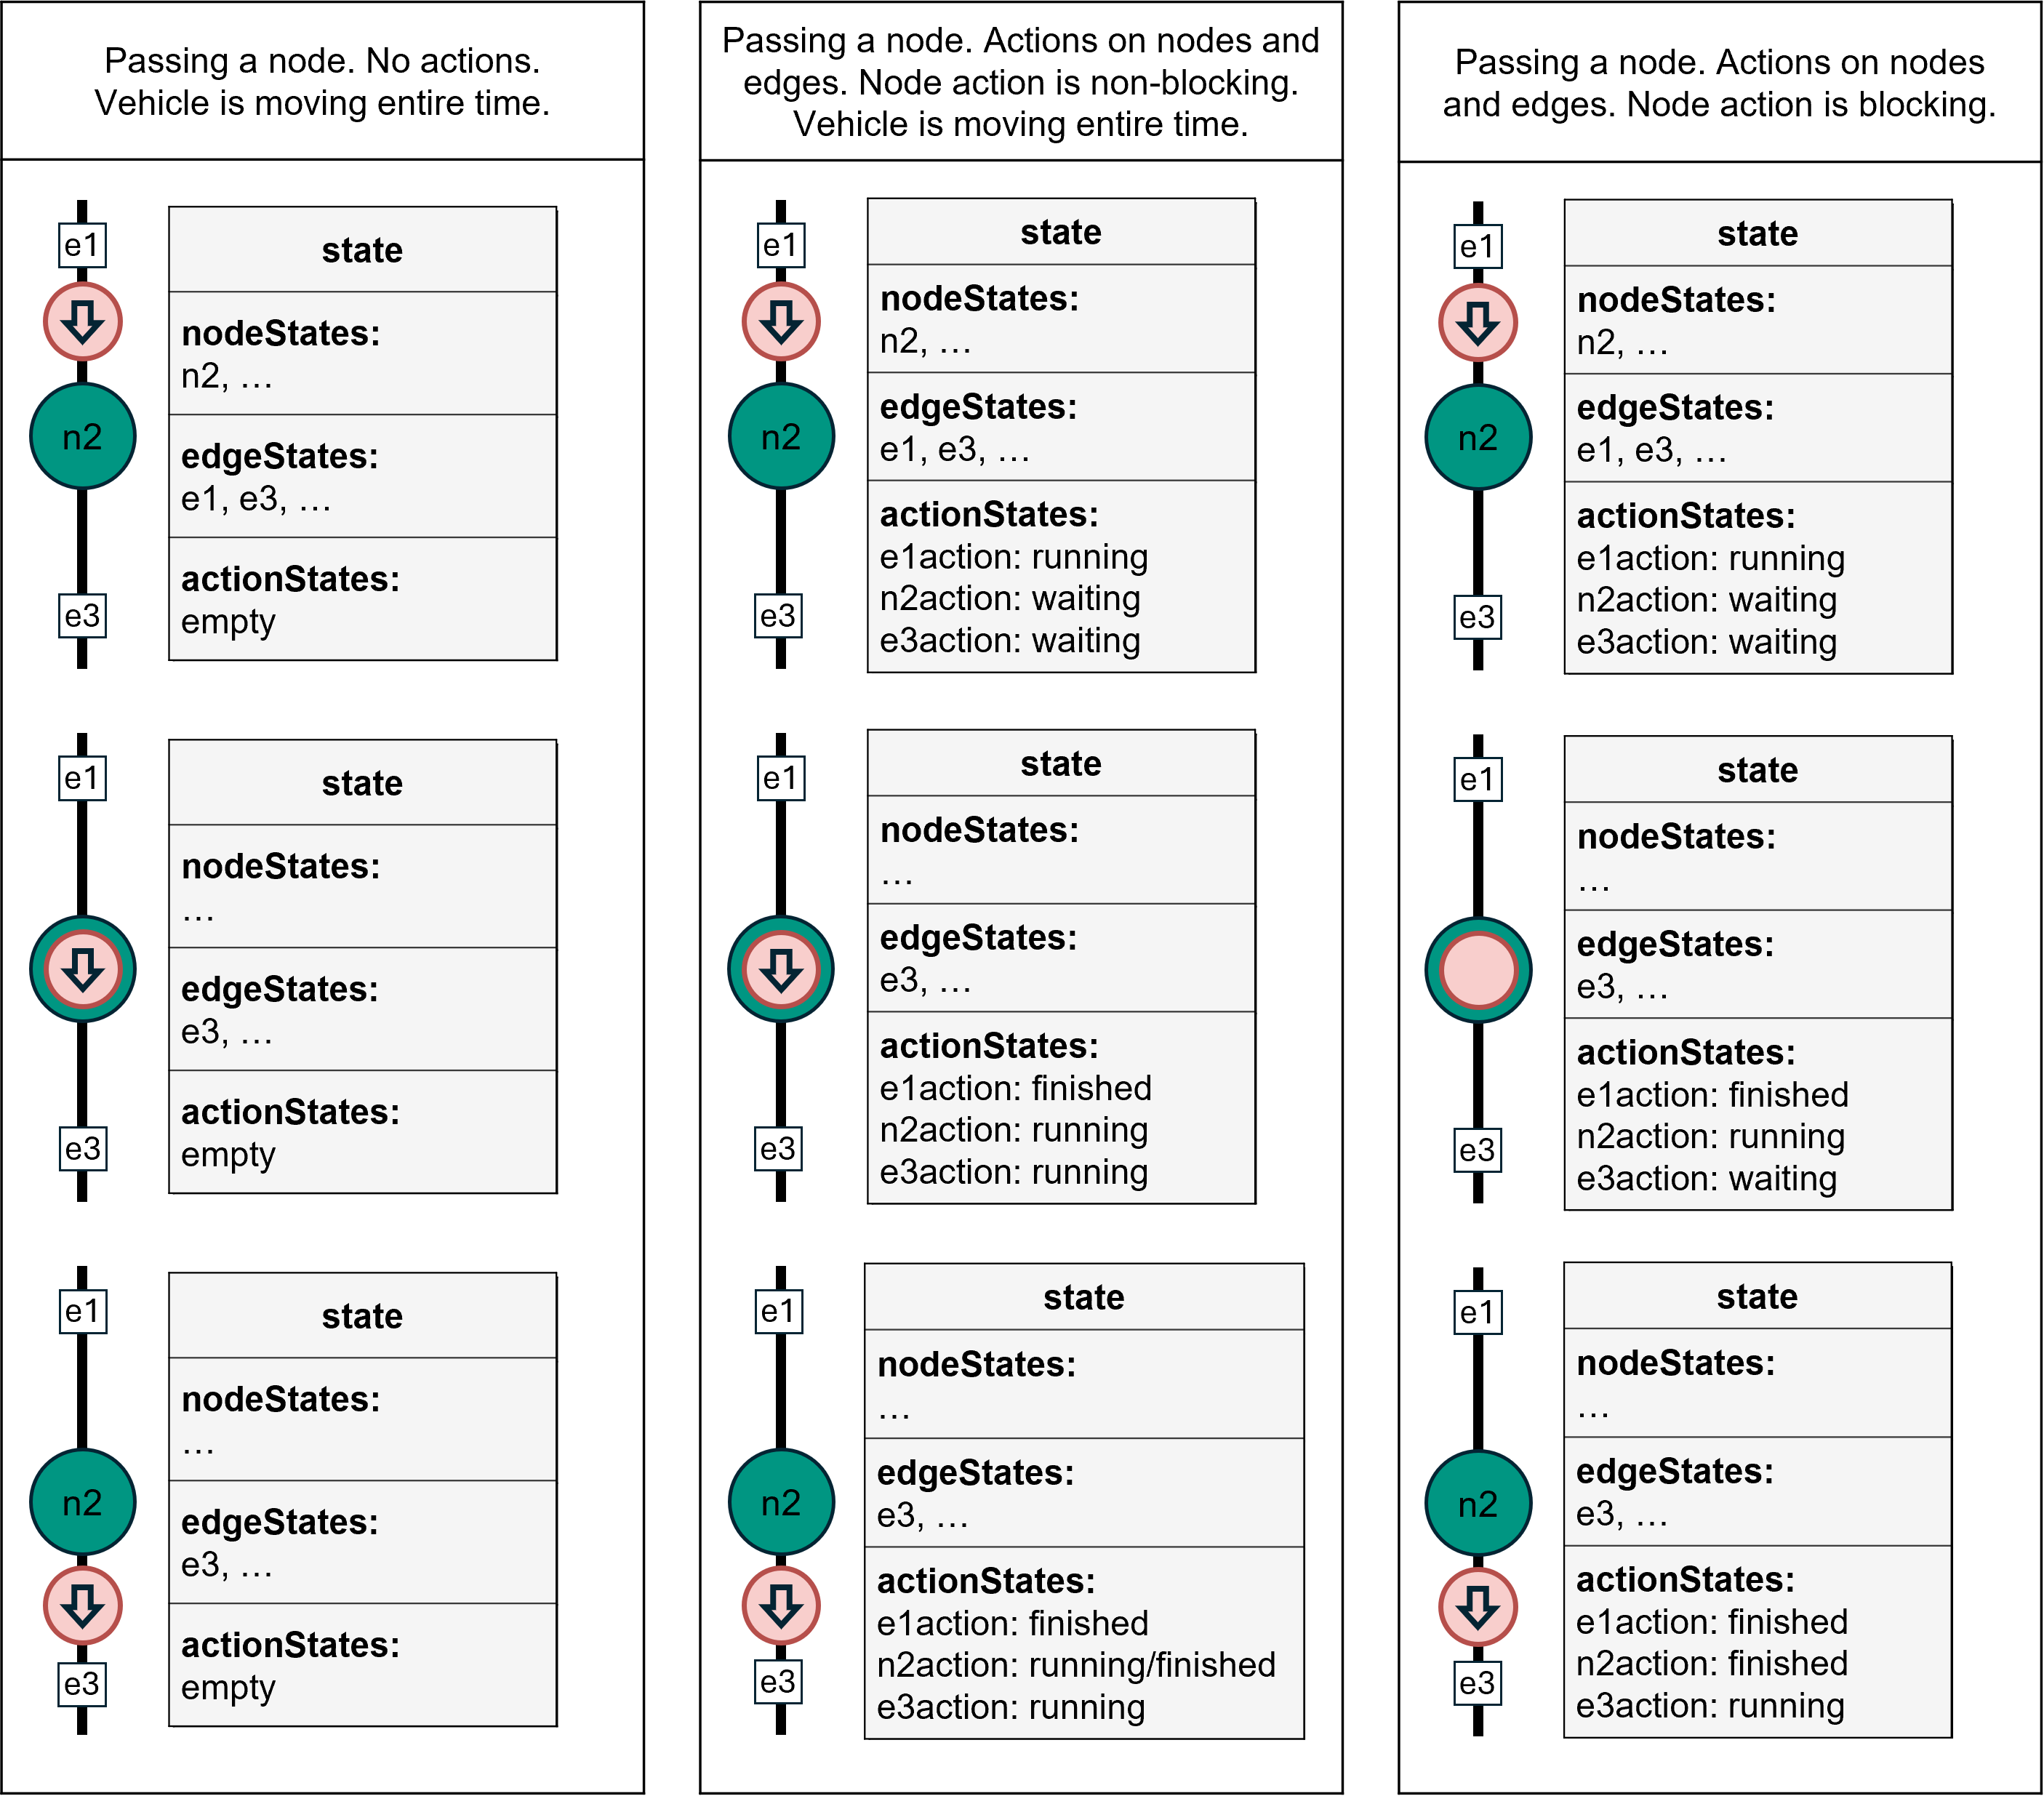 Passing a node. No actions.
Vehicle is moving entire time.
e1
n2
e3
state
nodeStates:
n2, …
edgeStates:
e1, e3, …
actionStates:
empty
e1
e3
state
nodeStates:
…
edgeStates:
e3, …
actionStates:
empty
e1
n2
e3
state
nodeStates:
…
edgeStates:
e3, …
actionStates:
empty
Passing a node. Actions on nodes and
edges. Node action is non-blocking.
Vehicle is moving entire time.
e1
n2
e3
state
nodeStates:
n2, …
edgeStates:
e1, e3, …
actionStates:
e1action: running
n2action: waiting
e3action: waiting
e1
e3
state
nodeStates:
…
edgeStates:
e3, …
actionStates:
e1action: finished
n2action: running
e3action: running
e1
n2
e3
state
nodeStates:
…
edgeStates:
e3, …
actionStates:
e1action: finished
n2action: running/finished
e3action: running
Passing a node. Actions on nodes
and edges. Node action is blocking.
e1
n2
e3
state
nodeStates:
n2, …
edgeStates:
e1, e3, …
actionStates:
e1action: running
n2action: waiting
e3action: waiting
e1
e3
state
nodeStates:
…
edgeStates:
e3, …
actionStates:
e1action: finished
n2action: running
e3action: waiting
e1
n2
e3
state
nodeStates:
…
edgeStates:
e3, …
actionStates:
e1action: finished
n2action: finished
e3action: running